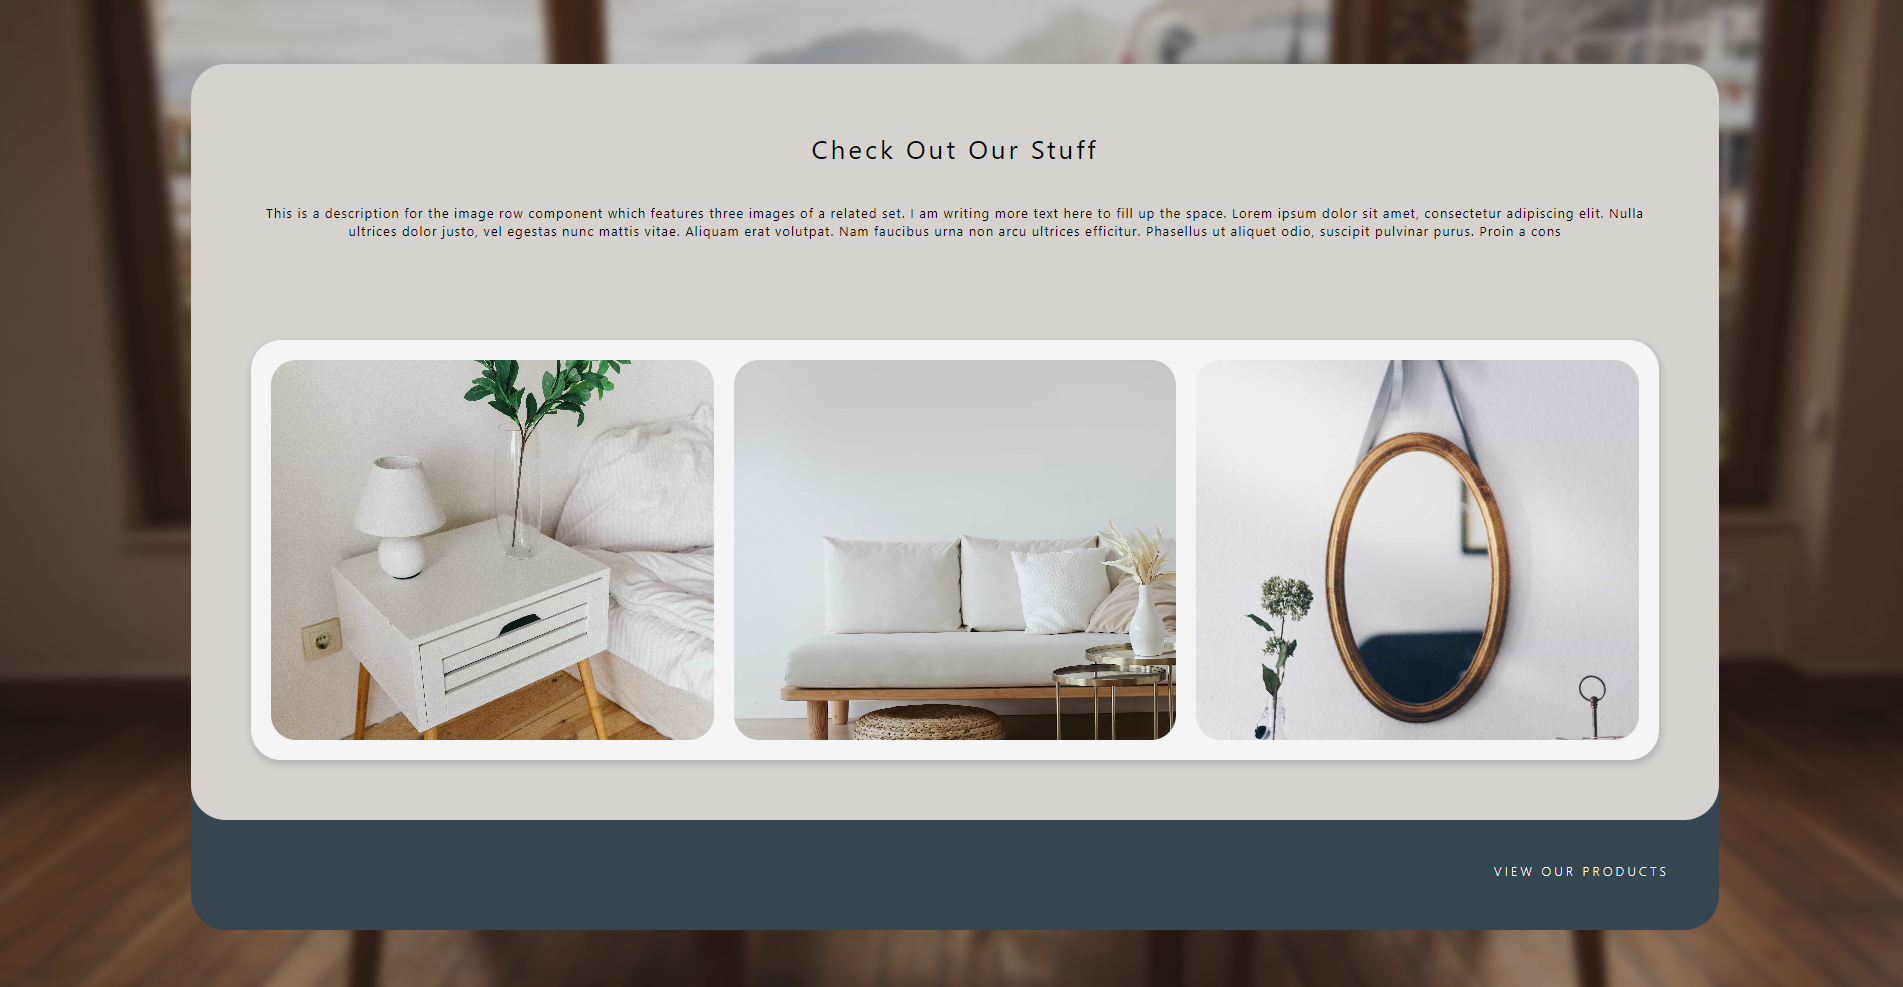 Check Out Our Stuff
This is a description for the image row component which features three images of a related set. I am writing more text here to fill up the space. Lorem ipsum dolor sit amet, consectetur adipiscing elit. Nulla
ultrices dolor justo, vel egestas nunc mattis vitae. Aliquam erat volutpat. Nam faucibus urna non arcu ultrices efficitur. Phasellus ut aliquet odio, suscipit pulvinar purus. Proin a cons
VIEW OUR PRODUCTS